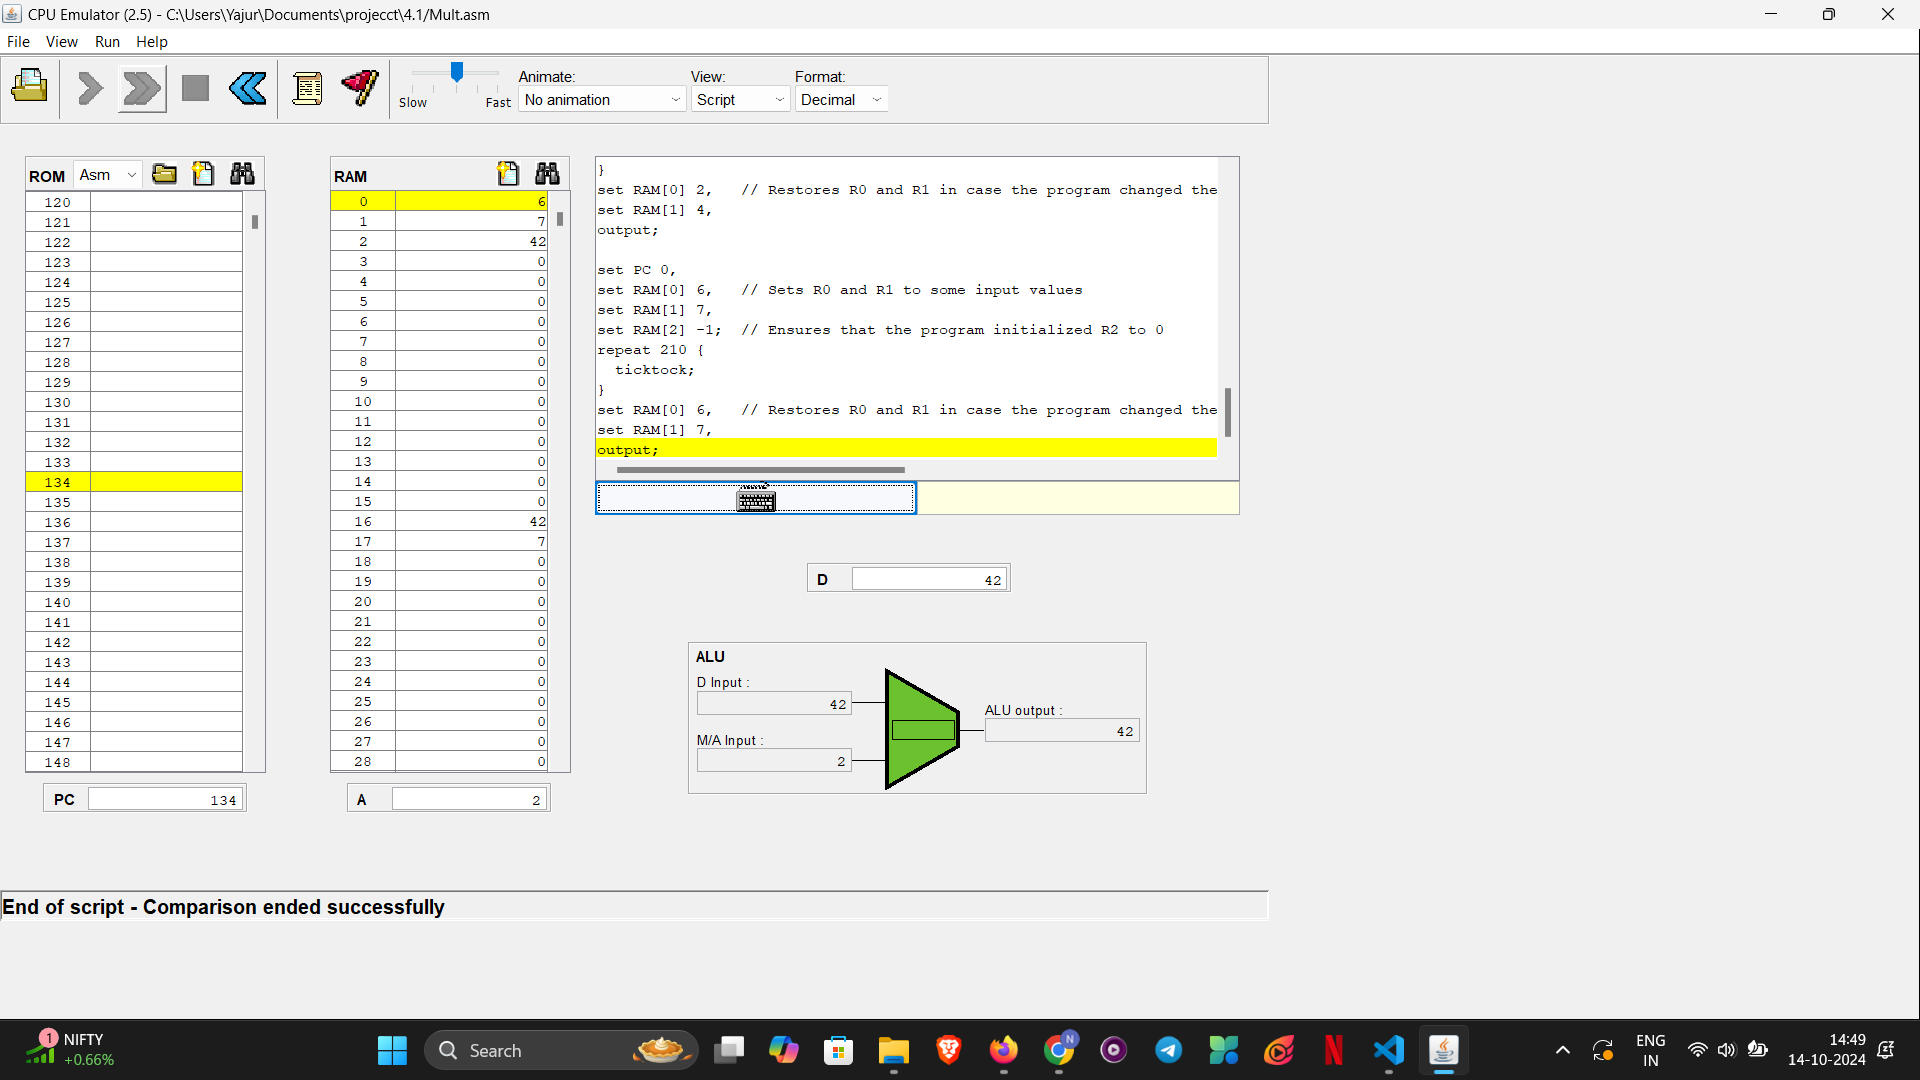 CPU Emulator (2.5) - C:\Users\Yajur\Documents\projecct\4.1/Mult.asm
File View Run Help
Slow Fast
Animate:
No animation
View:
Script
Format:
Decimal
ROM Asm
120
121
122
123
124
125
126
127
128
129
130
131
132
133
134
135
136
137
138
139
140
141
142
143
144
145
146
147
148
PC 134
RAM
0 6
1 7
2 42
3 0
4 0
5 0
6 0
7 0
8 0
9 0
10 0
11 0
12 0
13 0
14 0
15 0
16 42
17 7
18 0
19 0
20 0
21 0
22 0
23 0
24 0
25 0
26 0
27 0
28 0
A 2
}
set RAM[0] 2, // Restores R0 and R1 in case the program changed the
set RAM[1] 4,
output;
set PC 0,
set RAM[0] 6, // Sets R0 and R1 to some input values
set RAM[1] 7,
set RAM[2] -1; // Ensures that the program initialized R2 to 0
repeat 210 {
ticktock;
}
set RAM[0] 6, // Restores R0 and R1 in case the program changed the
set RAM[1] 7,
output;
D 42
ALU
D Input :
42
M/A Input :
2
ALU output :
42
End of script - Comparison ended successfully
1
NIFTY
+0.66%
Search
N
ENG
IN
14:49
14-10-2024